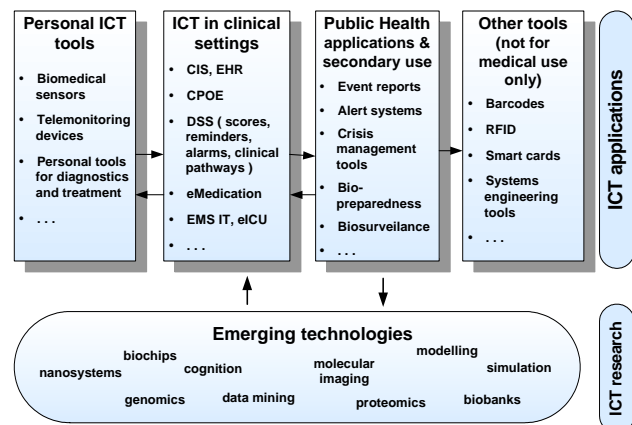 Personal ICT
tools
• Biomedical
sensors
• Telemonitoring
devices
• Personal tools
for diagnostics
and treatment
• . . .
ICT in clinical
settings
• CIS, EHR
• CPOE
• DSS ( scores,
reminders,
alarms, clinical
pathways )
• eMedication
• EMS IT, eICU
• . . .
Public Health
applications &
secondary use
• Event reports
• Alert systems
• Crisis
management
tools
• Bio-
preparedness
• Biosurveilance
• . . .
Other tools
(not for
medical use
only)
• Barcodes
• RFID
• Smart cards
• Systems
engineering
tools
• . . .
ICT applications
Emerging technologies
nanosystems
biochips
cognition
molecular
imaging
modelling
simulation
genomics
data mining
proteomics
biobanks
ICT research